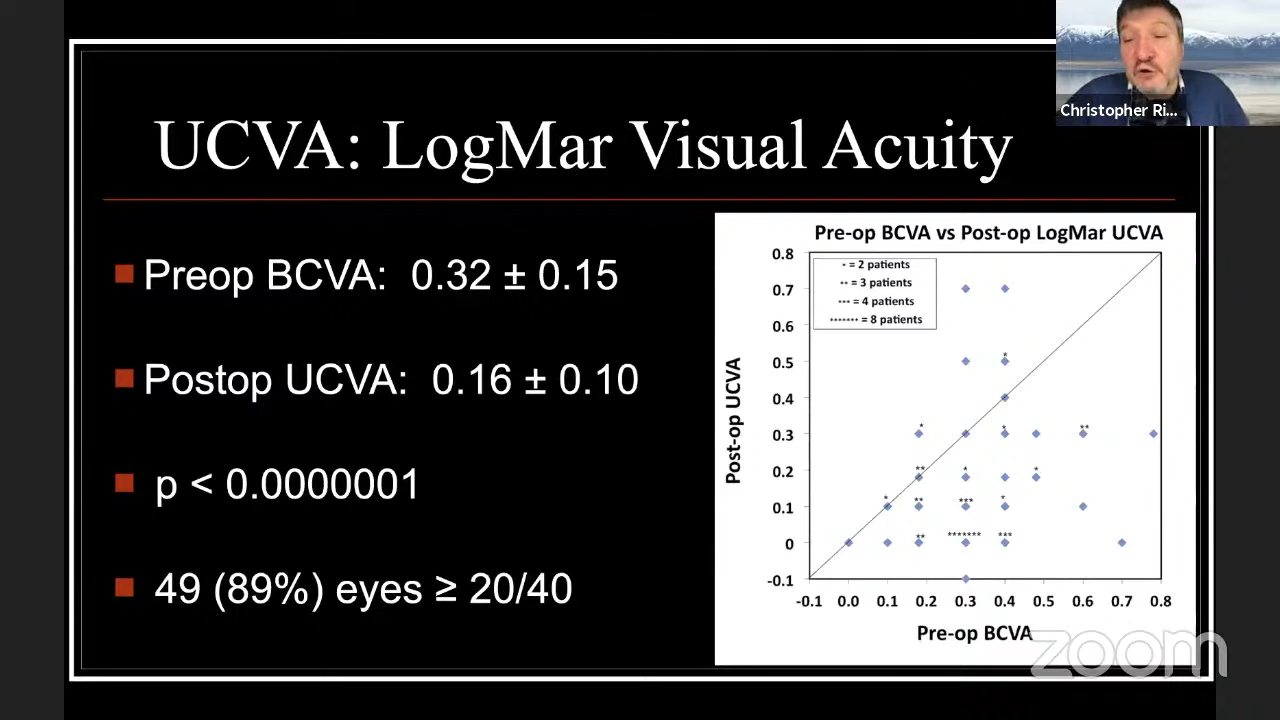 Christopher Ri...
UCVA: LogMar Visual Acuity
Preop BCVA: 0.32 ± 0.15
Postop UCVA: 0.16 ± 0.10
p < 0.0000001
49 (89%) eyes ≥ 20/40
Pre-op BCVA vs Post-op LogMar UCVA
* = 2 patients
** = 3 patients
*** = 4 patients
******* = 8 patients
Post-op UCVA
0.8
0.7
0.6
0.5
0.4
0.3
0.2
0.1
0
-0.1
-0.1 0.0 0.1 0.2 0.3 0.4 0.5 0.6 0.7 0.8
Pre-op BCVA
zoom